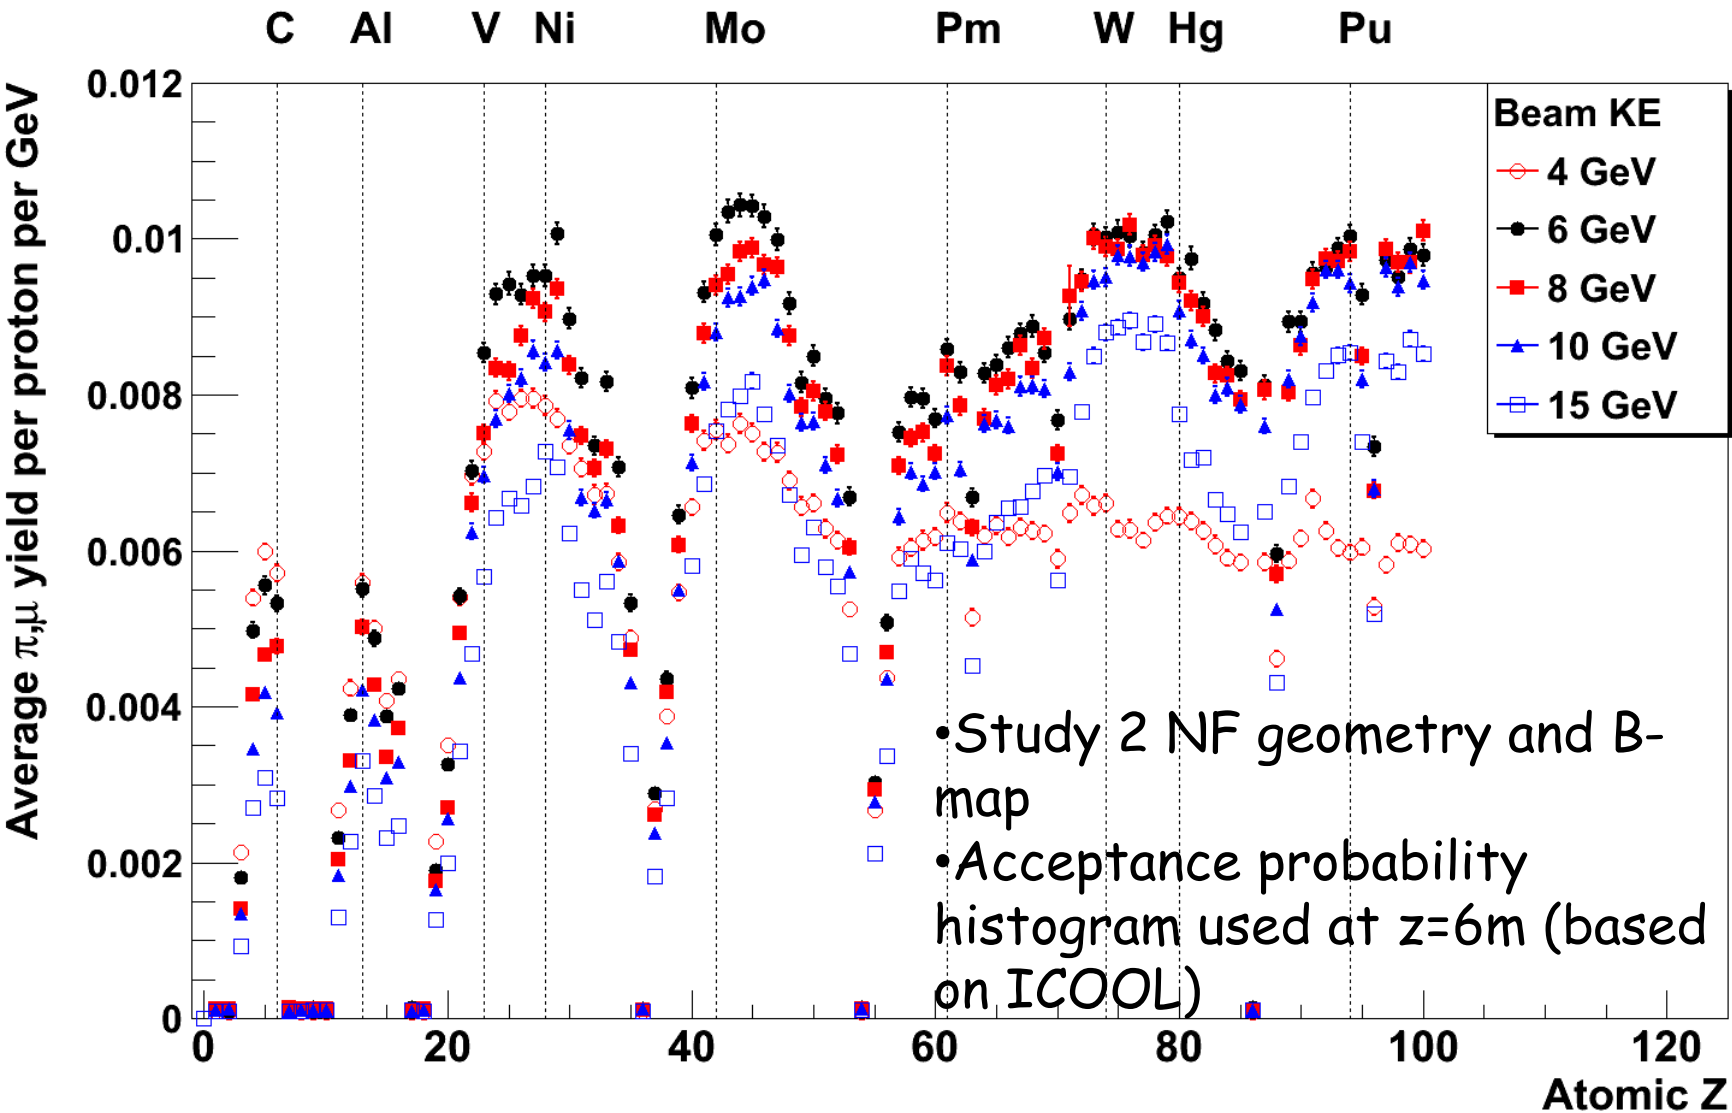 C Al V Ni Mo Pm W Hg Pu
0.012
0.01
0.008
0.006
0.004
0.002
0
Average π,μ yield per proton per GeV
Beam KE
4 GeV
6 GeV
8 GeV
10 GeV
15 GeV
•Study 2 NF geometry and B-
map
•Acceptance probability
histogram used at z=6m (based
on ICOOL)
0 20 40 60 80 100 120
Atomic Z